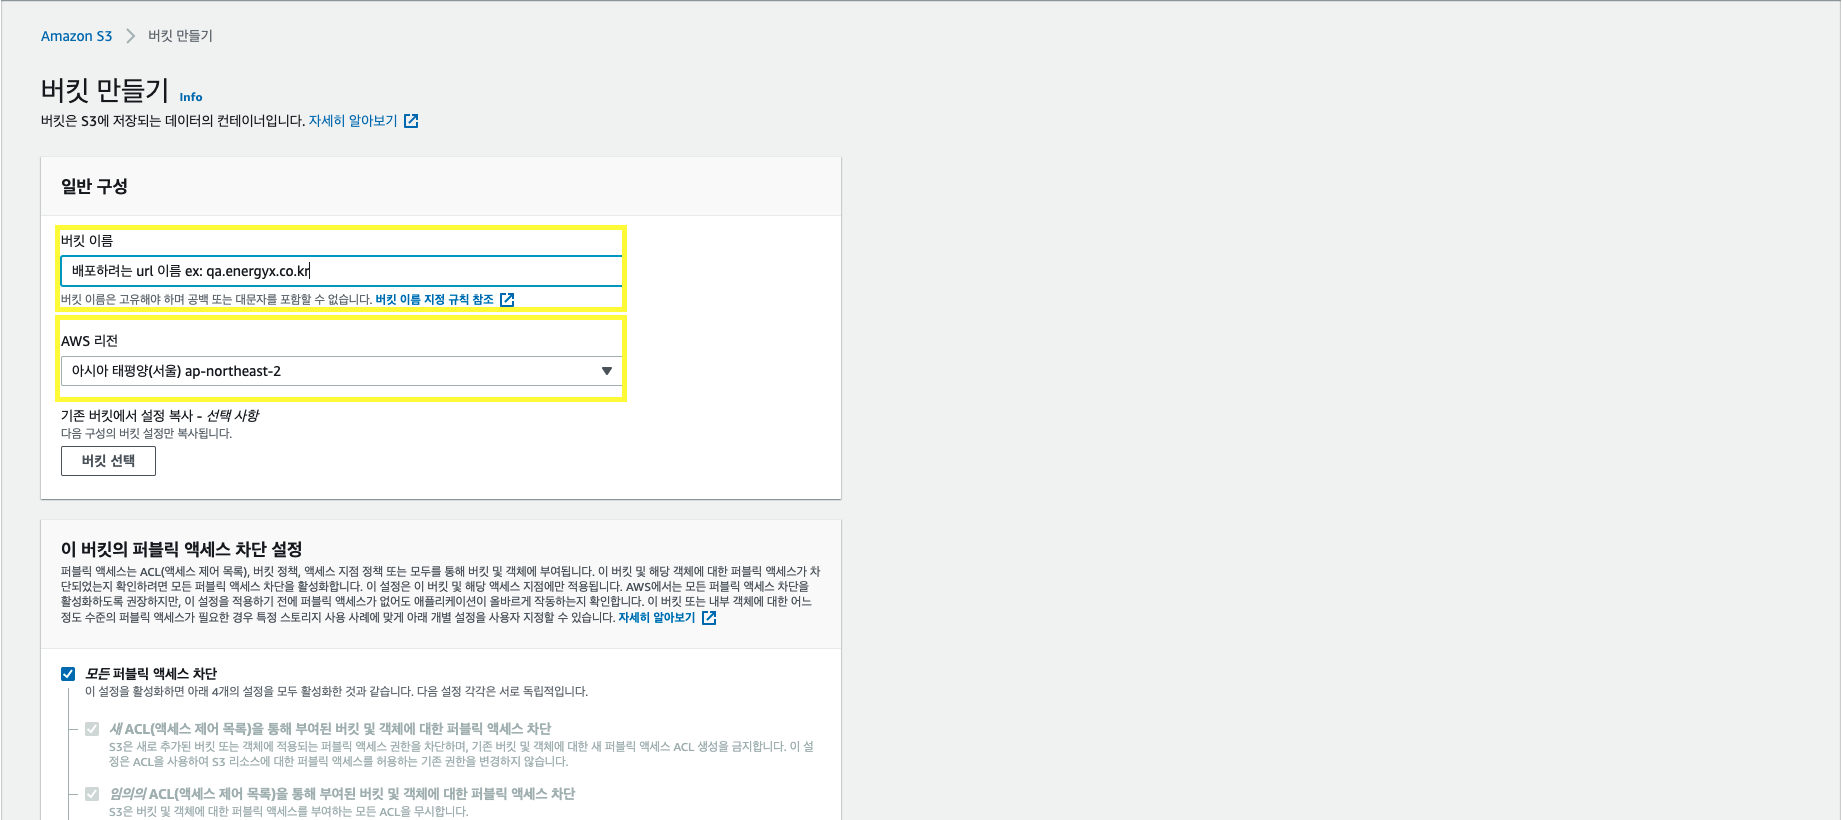 Amazon S3 > 버킷 만들기
버킷 만들기 Info
버킷은 S3에 저장되는 데이터의 컨테이너입니다. 자세히 알아보기
일반 구성
버킷 이름
배포하려는 url 이름 ex: qa.energyx.co.kr
버킷 이름은 고유해야 하며 공백 또는 대문자를 포함할 수 없습니다. 버킷 이름 지정 규칙 참조
AWS 리전
아시아 태평양(서울) ap-northeast-2
기존 버킷에서 설정 복사 - 선택 사항
다음 구성의 버킷 설정만 복사됩니다.
버킷 선택
이 버킷의 퍼블릭 액세스 차단 설정
퍼블릭 액세스는 ACL(액세스 제어 목록), 버킷 정책, 액세스 지점 정책 또는 모두를 통해 버킷 및 객체에 부여됩니다. 이 버킷 및 해당 객체에 대한 퍼블릭 액세스가 차
단되었는지 확인하려면 모든 퍼블릭 액세스 차단을 활성화합니다. 이 설정은 이 버킷 및 해당 액세스 지점에만 적용됩니다. AWS에서는 모든 퍼블릭 액세스 차단을
활성화하도록 권장하지만, 이 설정을 적용하기 전에 퍼블릭 액세스가 없어도 애플리케이션이 올바르게 작동하는지 확인합니다. 이 버킷 또는 내부 객체에 대한 어느
정도 수준의 퍼블릭 액세스가 필요한 경우 특정 스토리지 사용 사례에 맞게 아래 개별 설정을 사용자 지정할 수 있습니다. 자세히 알아보기
모든 퍼블릭 액세스 차단
이 설정을 활성화하면 아래 4개의 설정을 모두 활성화한 것과 같습니다. 다음 설정 각각은 서로 독립적입니다.
새 ACL(액세스 제어 목록)을 통해 부여된 버킷 및 객체에 대한 퍼블릭 액세스 차단
S3은 새로 추가된 버킷 또는 객체에 적용되는 퍼블릭 액세스 권한을 차단하며, 기존 버킷 및 객체에 대한 새 퍼블릭 액세스 ACL 생성을 금지합니다. 이 설
정은 ACL을 사용하여 S3 리소스에 대한 퍼블릭 액세스를 허용하는 기존 권한을 변경하지 않습니다.
임의의 ACL(액세스 제어 목록)을 통해 부여된 버킷 및 객체에 대한 퍼블릭 액세스 차단
S3은 버킷 및 객체에 대한 퍼블릭 액세스를 부여하는 모든 ACL을 무시합니다.